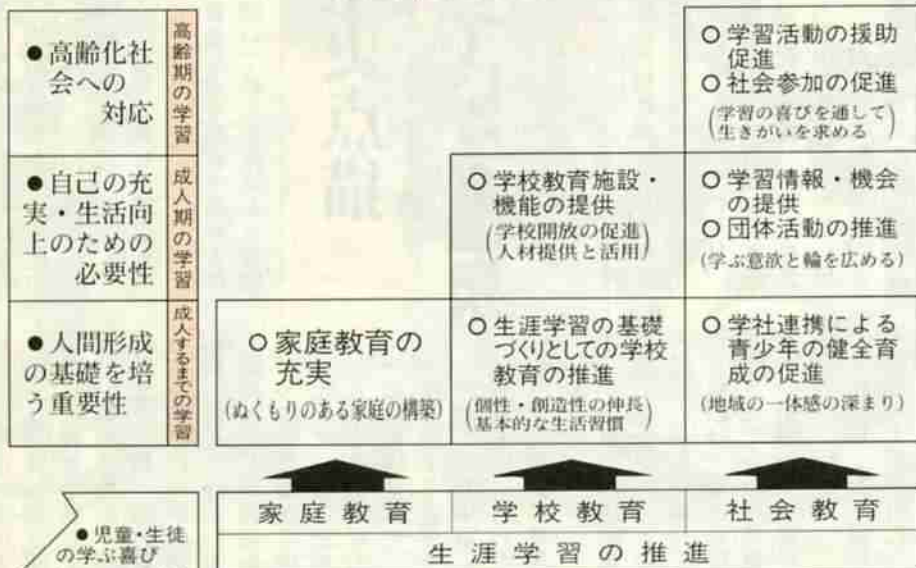 ● 高齢化社
会への
対応
高齢期の学習
○ 学習活動の援助
促進
○ 社会参加の促進
(学習の喜びを通して
生きがいを求める)
● 自己の充
実・生活向
上のための
必要性
成人期の学習
○ 学校教育施設・
機能の提供
(学校開放の促進
人材提供と活用)
○ 学習情報・機会
の提供
○ 団体活動の推進
(学ぶ意欲と輪を広める)
● 人間形成
の基礎を培
う重要性
成人するまでの学習
○ 家庭教育の
充実
(ぬくもりのある家庭の構築)
○ 生涯学習の基礎
づくりとしての学校
教育の推進
(個性・創造性の伸長
基本的な生活習慣)
○ 学社連携による
青少年の健全育
成の促進
(地域の一体感の深まり)
● 児童・生徒
の学ぶ喜び
家庭教育
学校教育
社会教育
生涯学習の推進